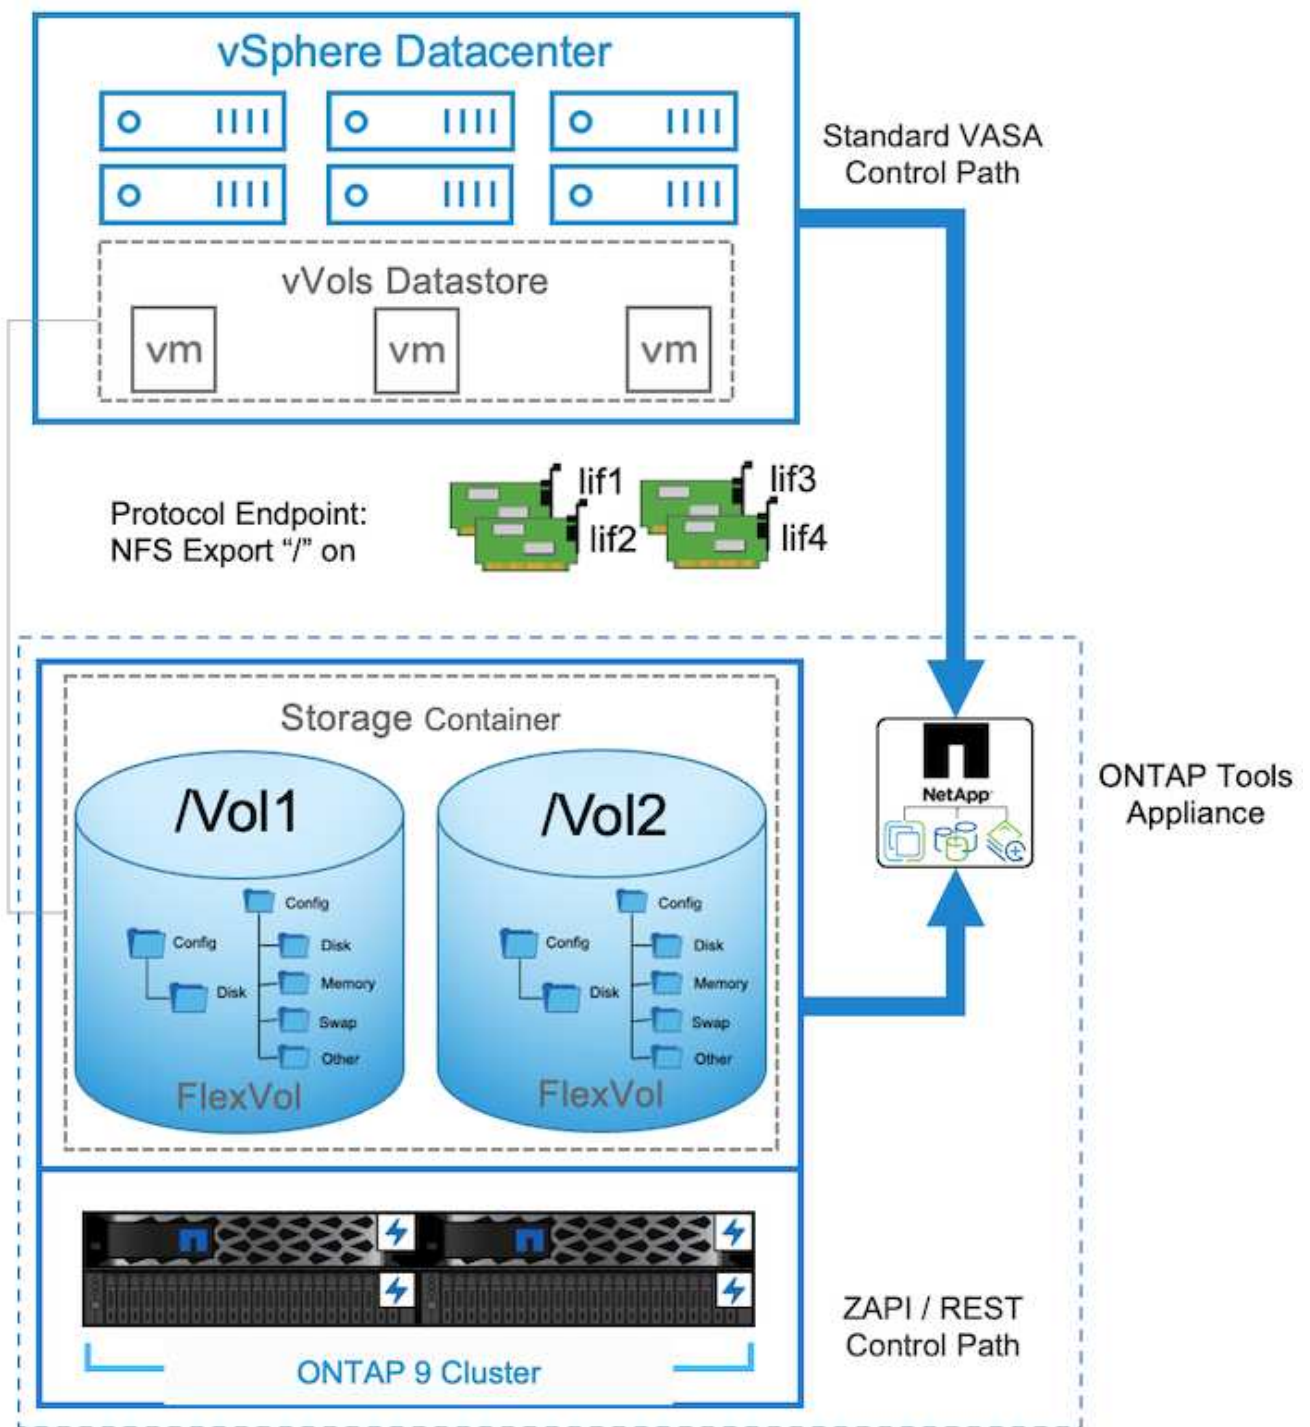 vSphere Datacenter
Standard VASA
Control Path
vVols Datastore
vm
vm
vm
Protocol Endpoint:
NFS Export “/” on
lif1
lif2
lif3
lif4
Storage Container
/Vol1
Config
Disk
Config
Disk
Memory
Swap
Other
FlexVol
/Vol2
Config
Disk
Config
Disk
Memory
Swap
Other
FlexVol
NetApp
ONTAP Tools
Appliance
ONTAP 9 Cluster
ZAPI / REST
Control Path